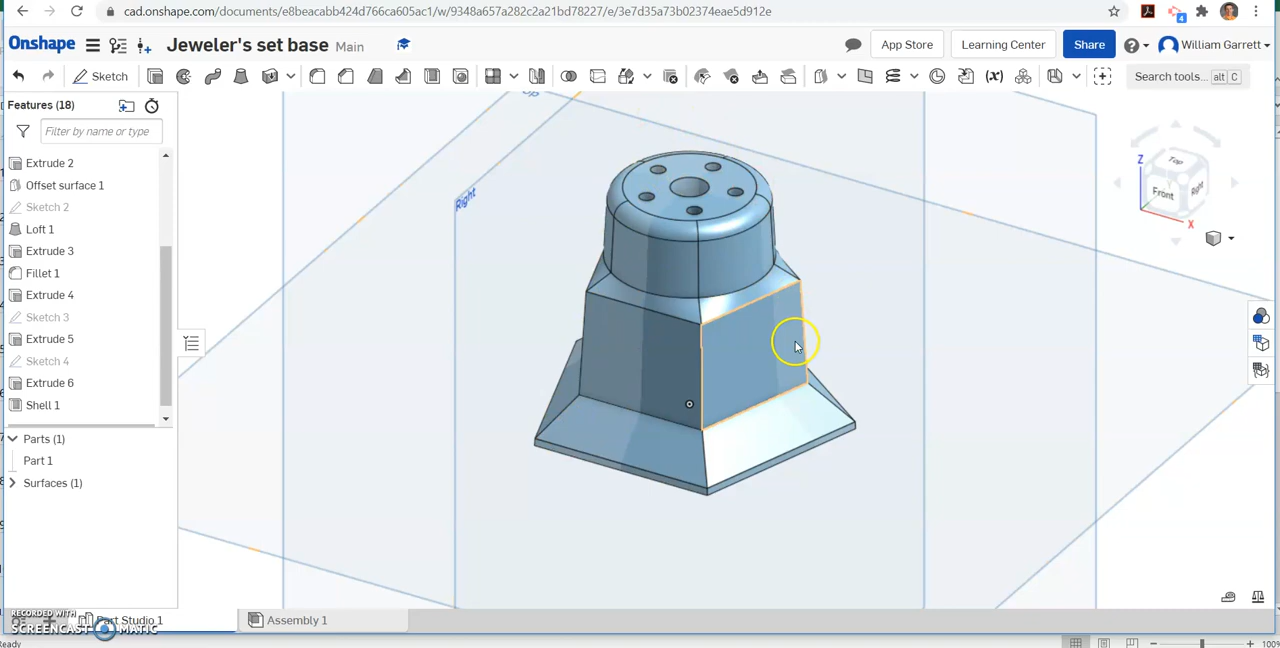 cad.onshape.com/documents/e8beacabb424d766ca605ac1/w/9348a657a282c2a21bd78227/e/3e7d35a73b02374eae5d912e
4
Onshape Jeweler's set base Main App Store Learning Center Share William Garrett
Sketch (x) Search tools... alt C
Features (18)
Filter by name or type
Extrude 2
Offset surface 1
Sketch 2
Loft 1
Extrude 3
Fillet 1
Extrude 4
Sketch 3
Extrude 5
Sketch 4
Extrude 6
Shell 1
Parts (1)
Part 1
Surfaces (1)
Right
Z
Top
Front
Right
X
RECORDED WITH
SCREENCAST MATIC
Part Studio 1
Assembly 1
Ready
100%